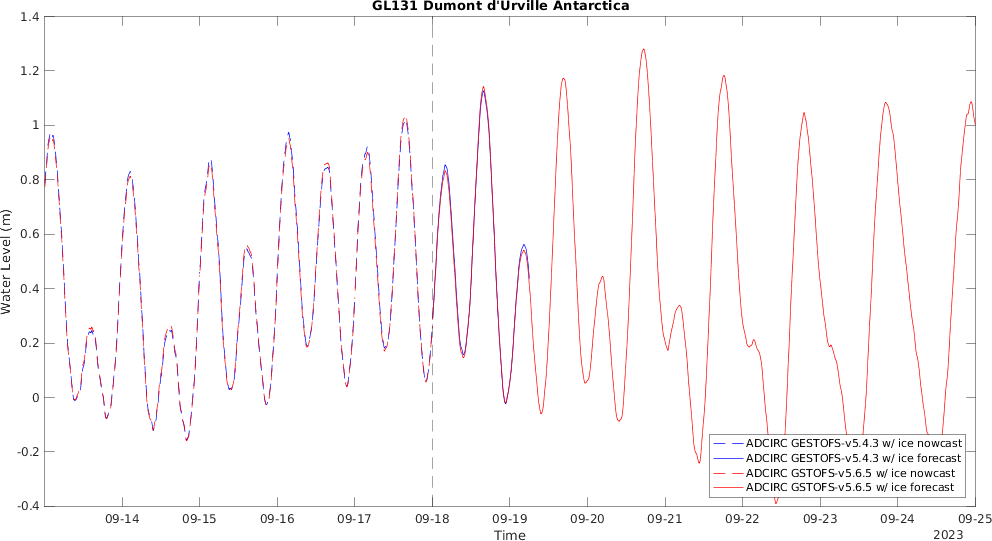 GL131 Dumont d'Urville Antarctica
1.4
1.2
1
0.8
0.6
0.4
0.2
0
-0.2
-0.4
Water Level (m)
ADCIRC GESTOFS-v5.4.3 w/ ice nowcast
ADCIRC GESTOFS-v5.4.3 w/ ice forecast
ADCIRC GSTOFS-v5.6.5 w/ ice nowcast
ADCIRC GSTOFS-v5.6.5 w/ ice forecast
09-14 09-15 09-16 09-17 09-18 09-19 09-20 09-21 09-22 09-23 09-24 09-25
Time
2023